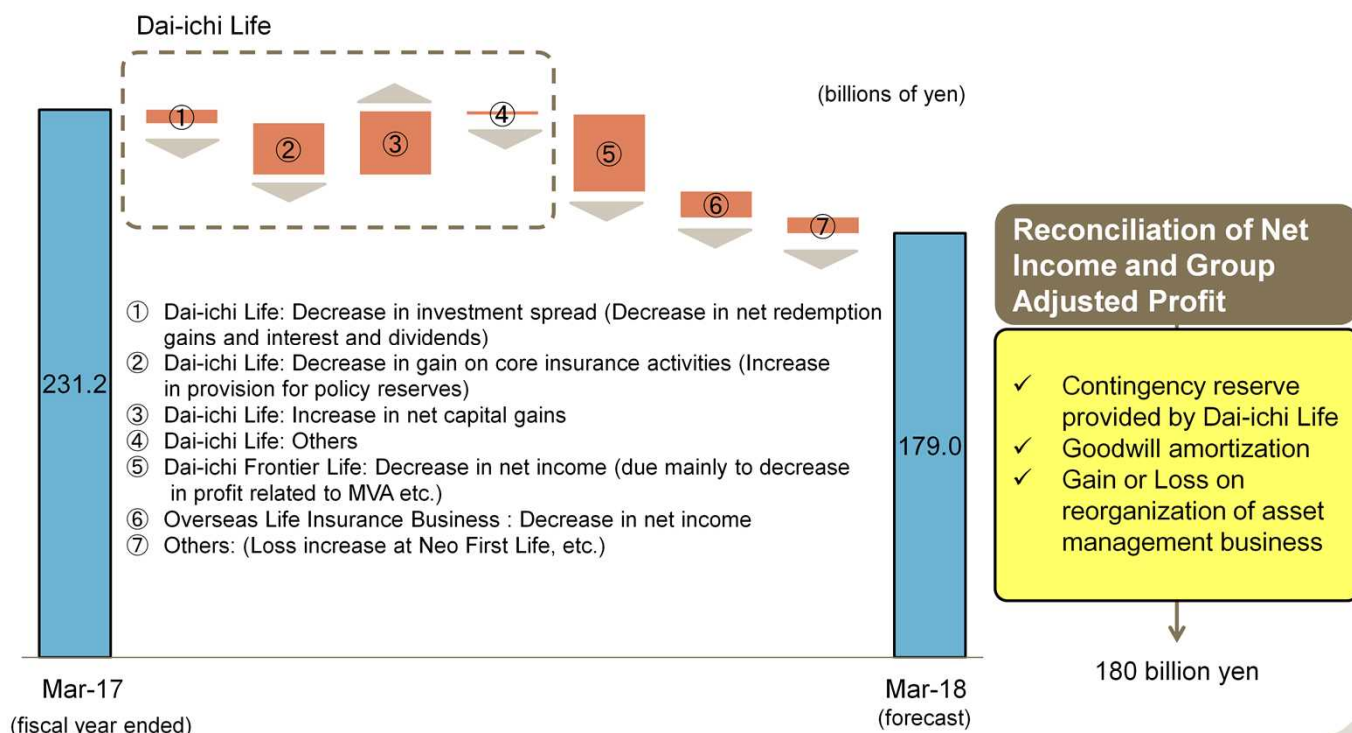 Dai-ichi Life
(billions of yen)
①
②
③
④
⑤
⑥
⑦
231.2
179.0
① Dai-ichi Life: Decrease in investment spread (Decrease in net redemption
gains and interest and dividends)
② Dai-ichi Life: Decrease in gain on core insurance activities (Increase
in provision for policy reserves)
③ Dai-ichi Life: Increase in net capital gains
④ Dai-ichi Life: Others
⑤ Dai-ichi Frontier Life: Decrease in net income (due mainly to decrease
in profit related to MVA etc.)
⑥ Overseas Life Insurance Business : Decrease in net income
⑦ Others: (Loss increase at Neo First Life, etc.)
Mar-17
(fiscal year ended)
Mar-18
(forecast)
Reconciliation of Net
Income and Group
Adjusted Profit
✓ Contingency reserve
provided by Dai-ichi Life
✓ Goodwill amortization
✓ Gain or Loss on
reorganization of asset
management business
180 billion yen